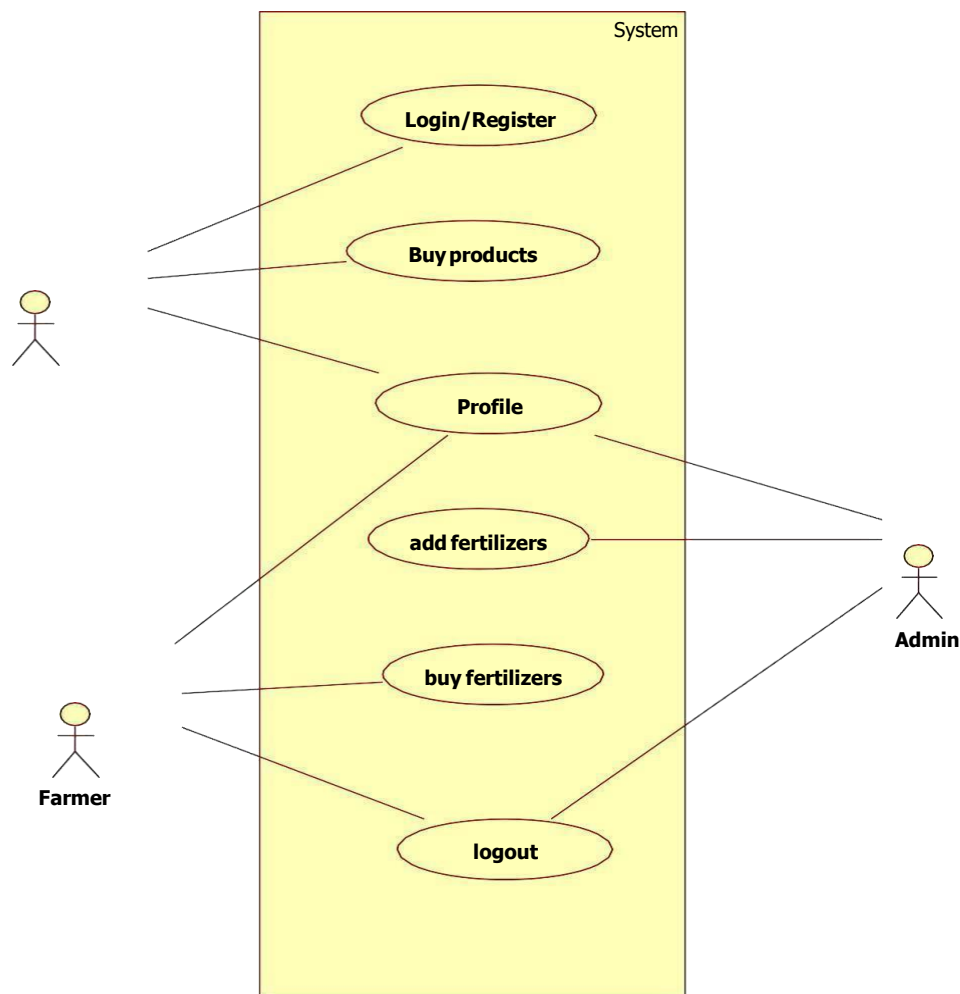 System
Login/Register
Buy products
Profile
add fertilizers
Admin
buy fertilizers
Farmer
logout